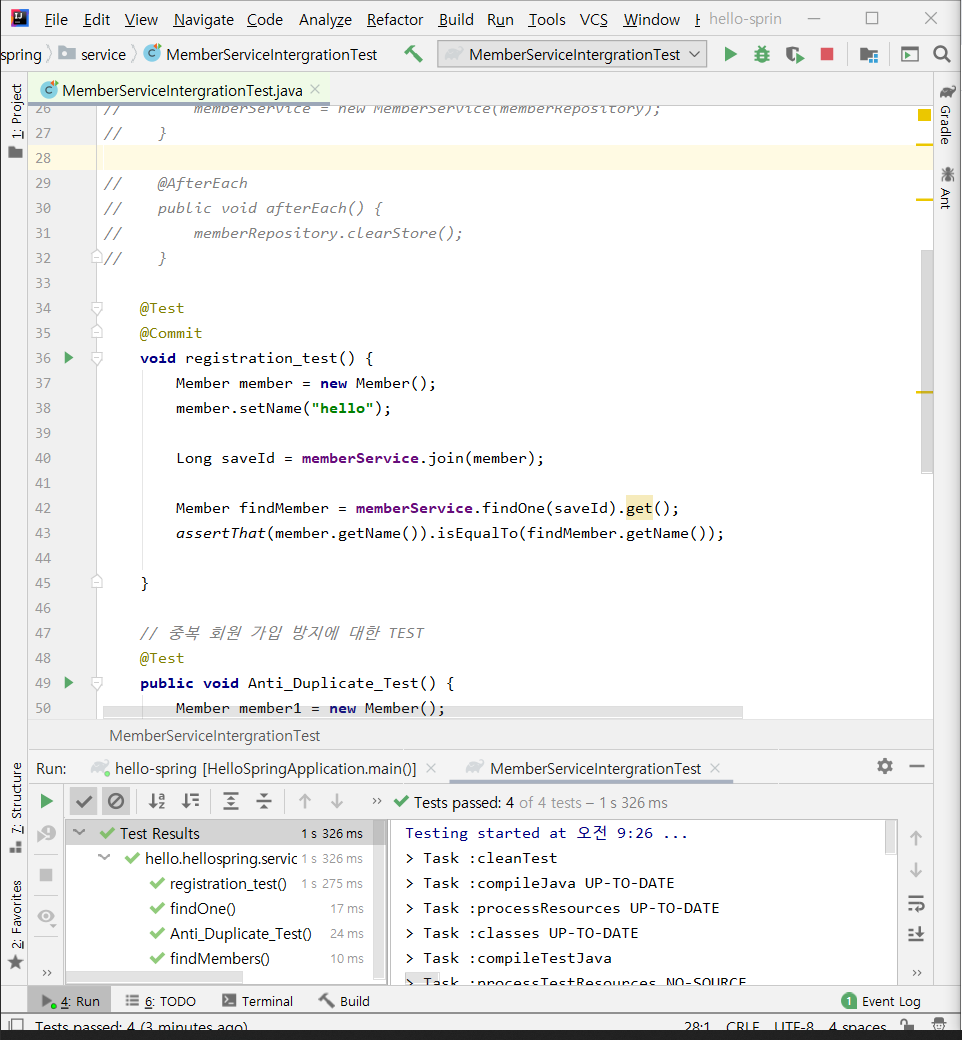 File Edit View Navigate Code Analyze Refactor Build Run Tools VCS Window hello-sprin
spring service MemberServiceIntergrationTest MemberServiceIntergrationTest
1: Project
MemberServiceIntergrationTest.java
Gradle
Ant
26 // memberService = new MemberService(memberRepository);
27 // }
28
29 // @AfterEach
30 // public void afterEach() {
31 // memberRepository.clearStore();
32 // }
33
34 @Test
35 @Commit
36 void registration_test() {
37 Member member = new Member();
38 member.setName("hello");
39
40 Long saveId = memberService.join(member);
41
42 Member findMember = memberService.findOne(saveId).get();
43 assertThat(member.getName()).isEqualTo(findMember.getName());
44
45 }
46
47 // 중복 회원 가입 방지에 대한 TEST
48 @Test
49 public void Anti_Duplicate_Test() {
50 Member member1 = new Member();
MemberServiceIntergrationTest
7: Structure
2: Favorites
Run: hello-spring [HelloSpringApplication.main()] MemberServiceIntergrationTest
Tests passed: 4 of 4 tests – 1 s 326 ms
Test Results 1 s 326 ms
hello.hellospring.servic 1 s 326 ms
registration_test() 1 s 275 ms
findOne() 17 ms
Anti_Duplicate_Test() 24 ms
findMembers() 10 ms
Testing started at 오전 9:26 ...
> Task :cleanTest
> Task :compileJava UP-TO-DATE
> Task :processResources UP-TO-DATE
> Task :classes UP-TO-DATE
> Task :compileTestJava
> Task :processTestResources NO-SOURCE
4: Run 6: TODO Terminal Build 1 Event Log
Tests passed: 4 (3 minutes ago) 28:1 CRLF UTF-8 4 spaces